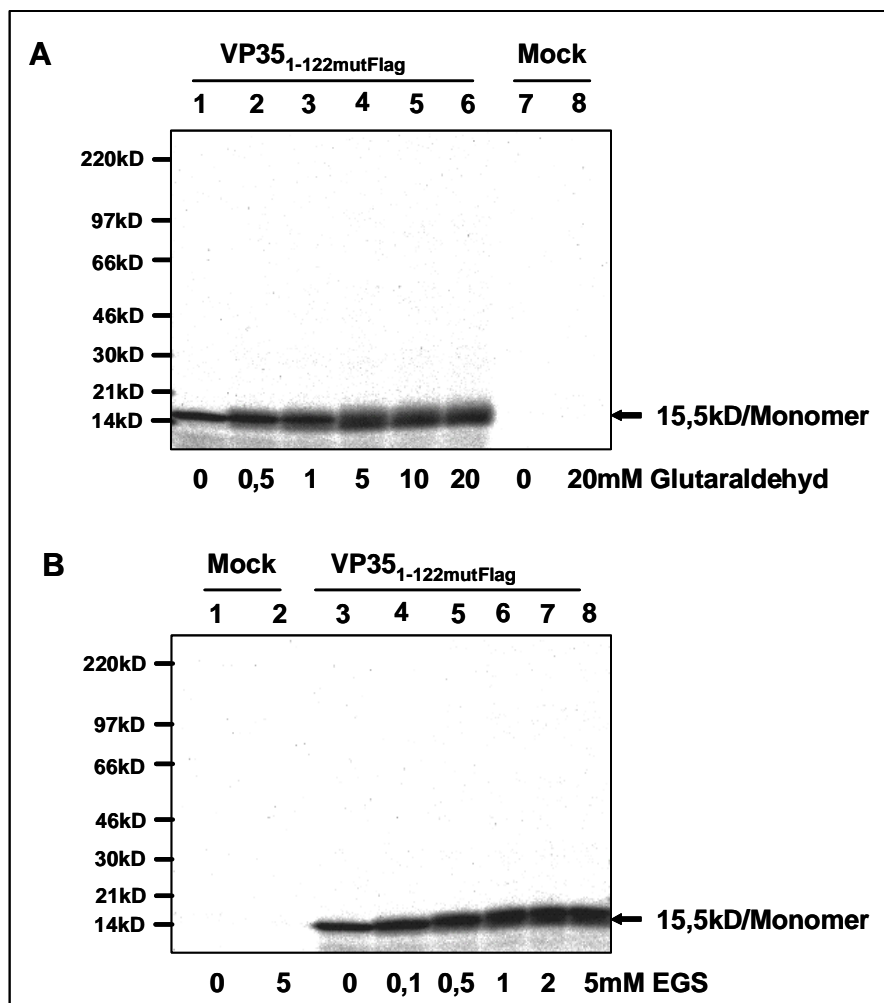 A
VP351-122mutFlag Mock
1 2 3 4 5 6 7 8
220kD
97kD
66kD
46kD
30kD
21kD
14kD
15,5kD/Monomer
0 0,5 1 5 10 20 0 20mM Glutaraldehyd
B
Mock VP351-122mutFlag
1 2 3 4 5 6 7 8
220kD
97kD
66kD
46kD
30kD
21kD
14kD
15,5kD/Monomer
0 5 0 0,1 0,5 1 2 5mM EGS